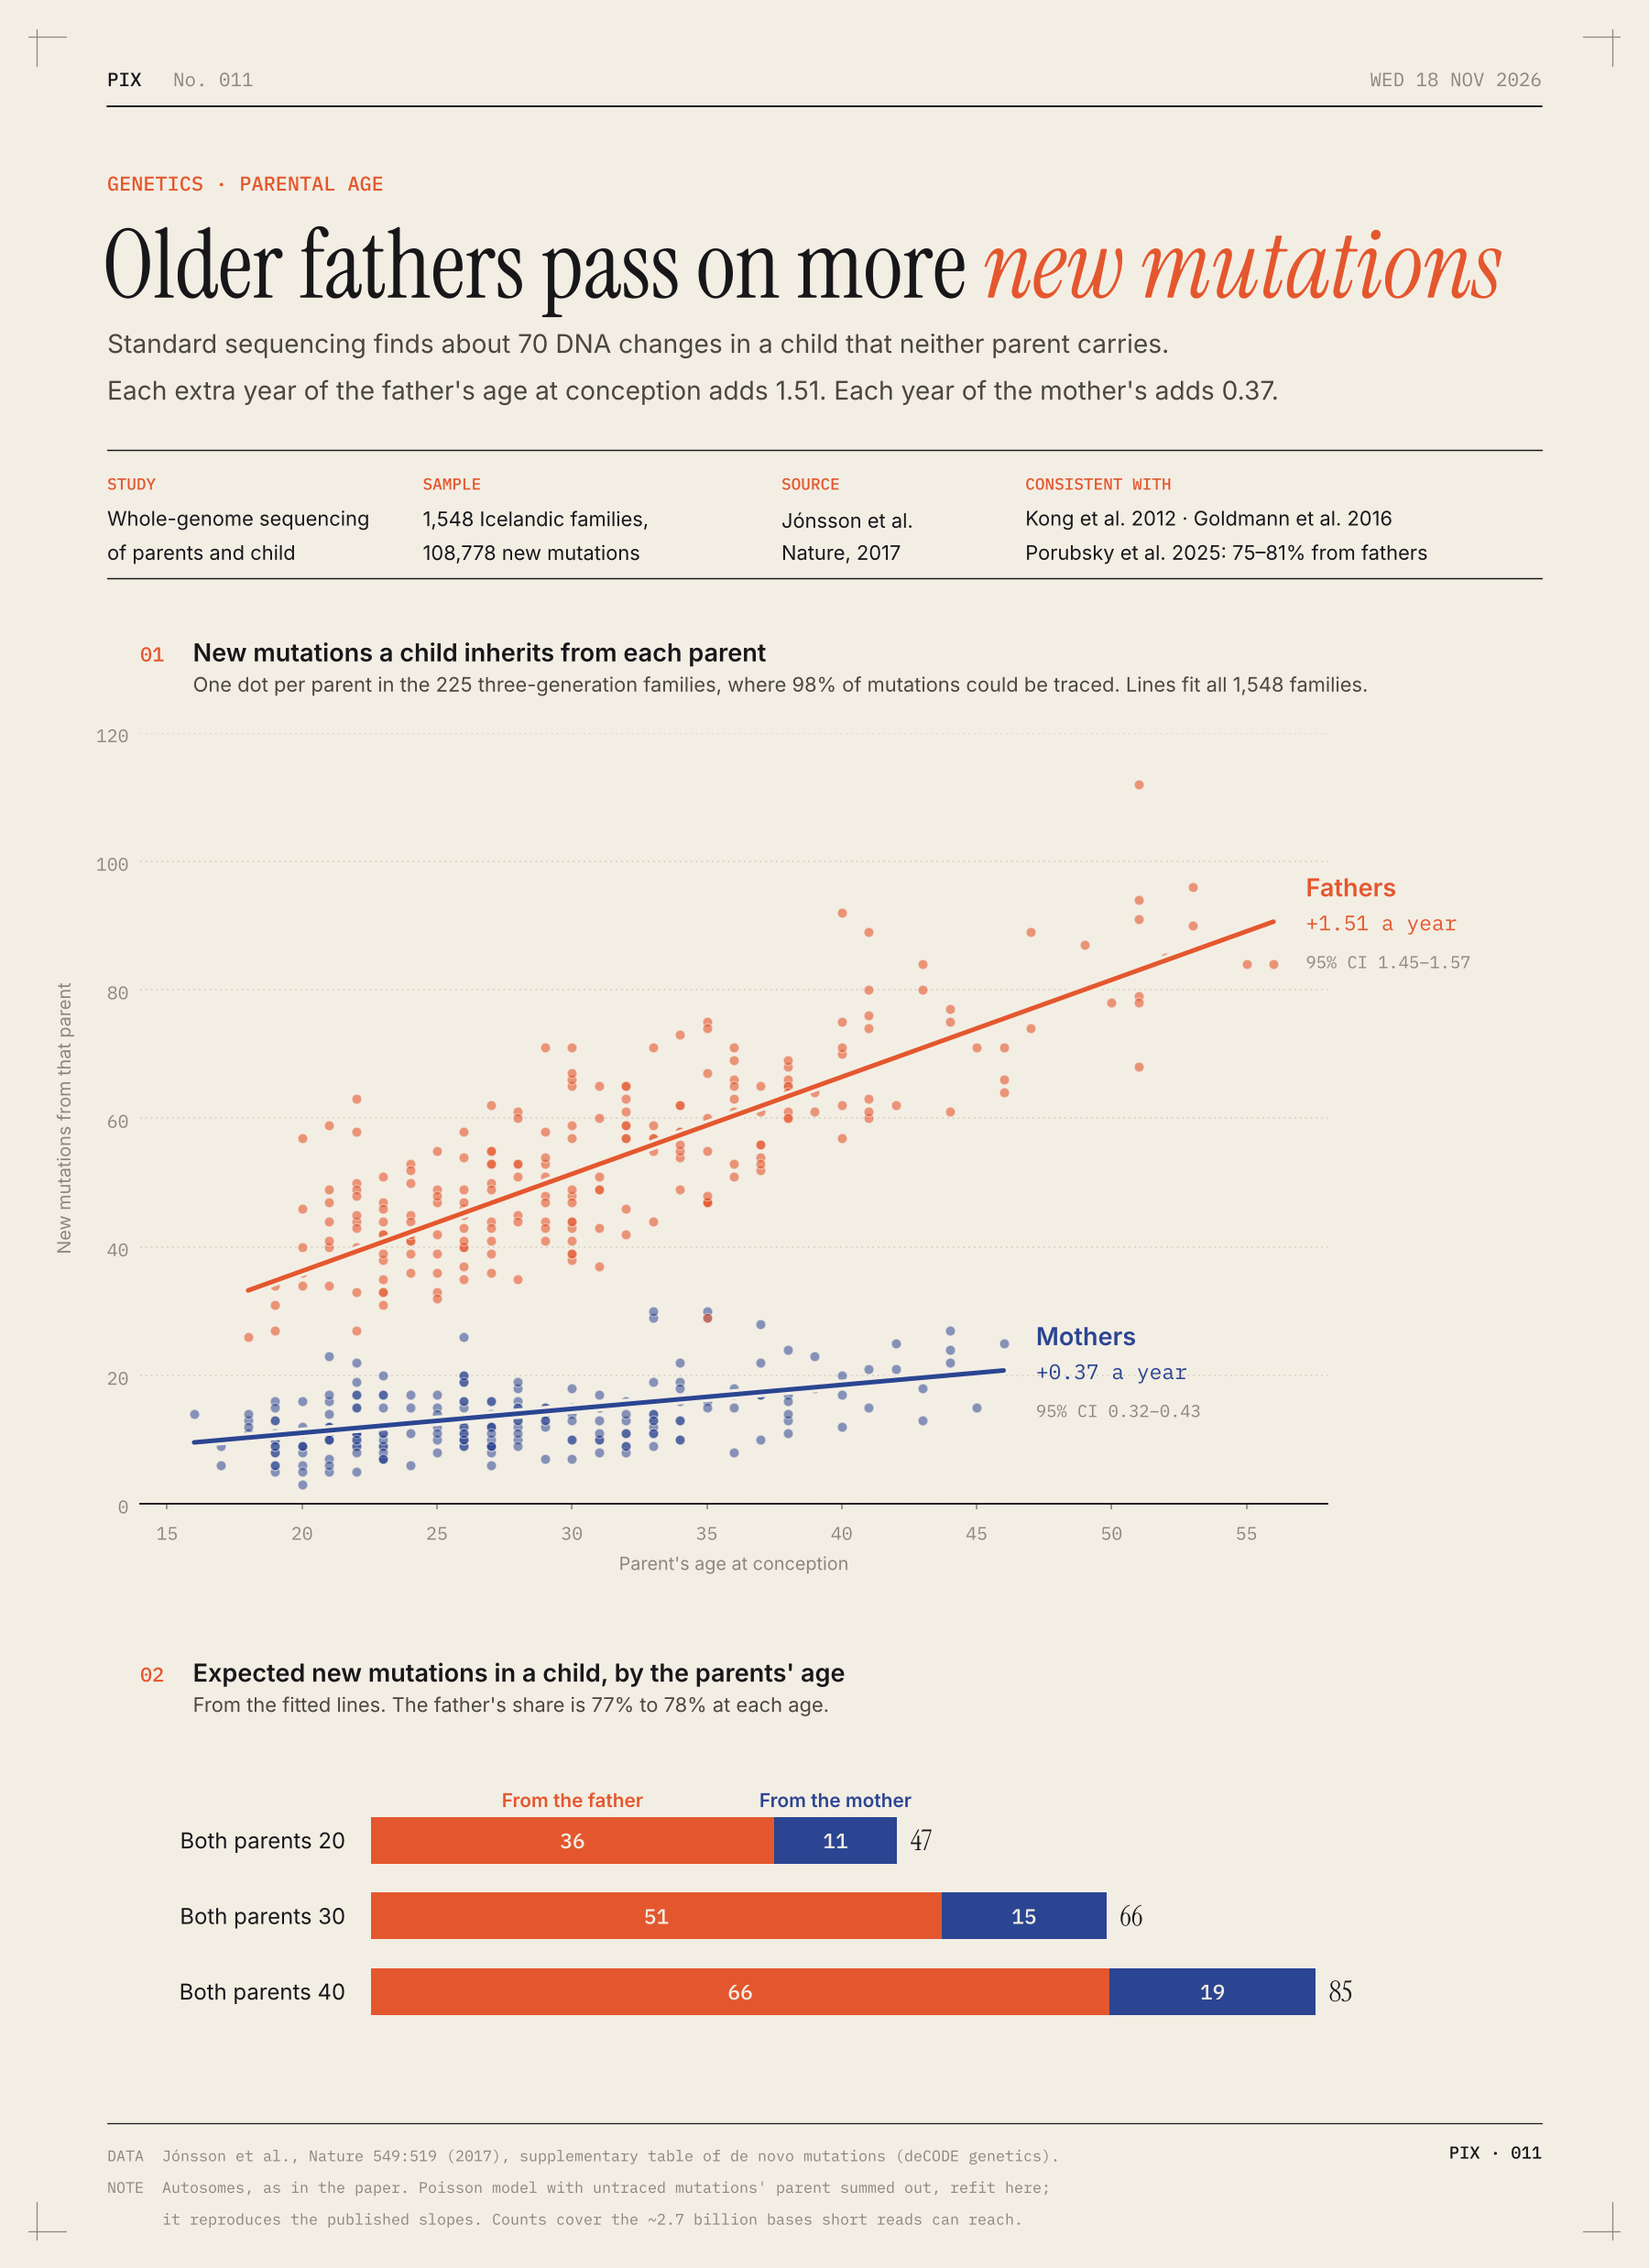 PIX No. 011
WED 18 NOV 2026
GENETICS · PARENTAL AGE
Older fathers pass on more new mutations
Standard sequencing finds about 70 DNA changes in a child that neither parent carries.
Each extra year of the father's age at conception adds 1.51. Each year of the mother's adds 0.37.
STUDY
Whole-genome sequencing
of parents and child
SAMPLE
1,548 Icelandic families,
108,778 new mutations
SOURCE
Jónsson et al.
Nature, 2017
CONSISTENT WITH
Kong et al. 2012 · Goldmann et al. 2016
Porubsky et al. 2025: 75–81% from fathers
01 New mutations a child inherits from each parent
One dot per parent in the 225 three-generation families, where 98% of mutations could be traced. Lines fit all 1,548 families.
New mutations from that parent
120
100
80
60
40
20
0
Fathers
+1.51 a year
95% CI 1.45–1.57
Mothers
+0.37 a year
95% CI 0.32–0.43
15 20 25 30 35 40 45 50 55
Parent's age at conception
02 Expected new mutations in a child, by the parents' age
From the fitted lines. The father's share is 77% to 78% at each age.
From the father From the mother
Both parents 20 36 11 47
Both parents 30 51 15 66
Both parents 40 66 19 85
DATA Jónsson et al., Nature 549:519 (2017), supplementary table of de novo mutations (deCODE genetics).
NOTE Autosomes, as in the paper. Poisson model with untraced mutations' parent summed out, refit here;
it reproduces the published slopes. Counts cover the ~2.7 billion bases short reads can reach.
PIX · 011